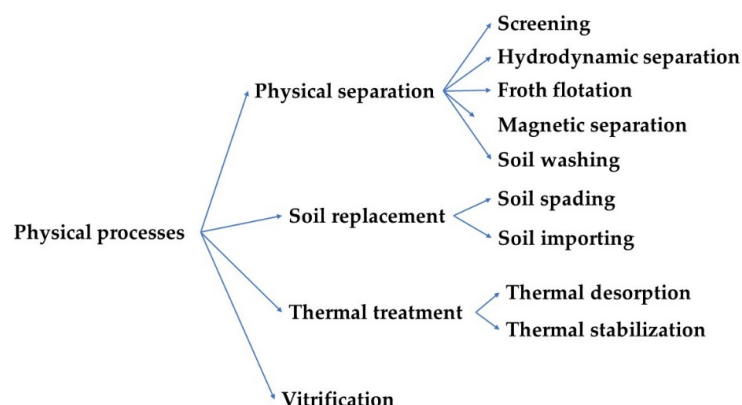 Screening
Hydrodynamic separation
Physical separation
Froth flotation
Magnetic separation
Soil washing
Soil spading
Soil replacement
Soil importing
Physical processes
Thermal desorption
Thermal treatment
Thermal stabilization
Vitrification